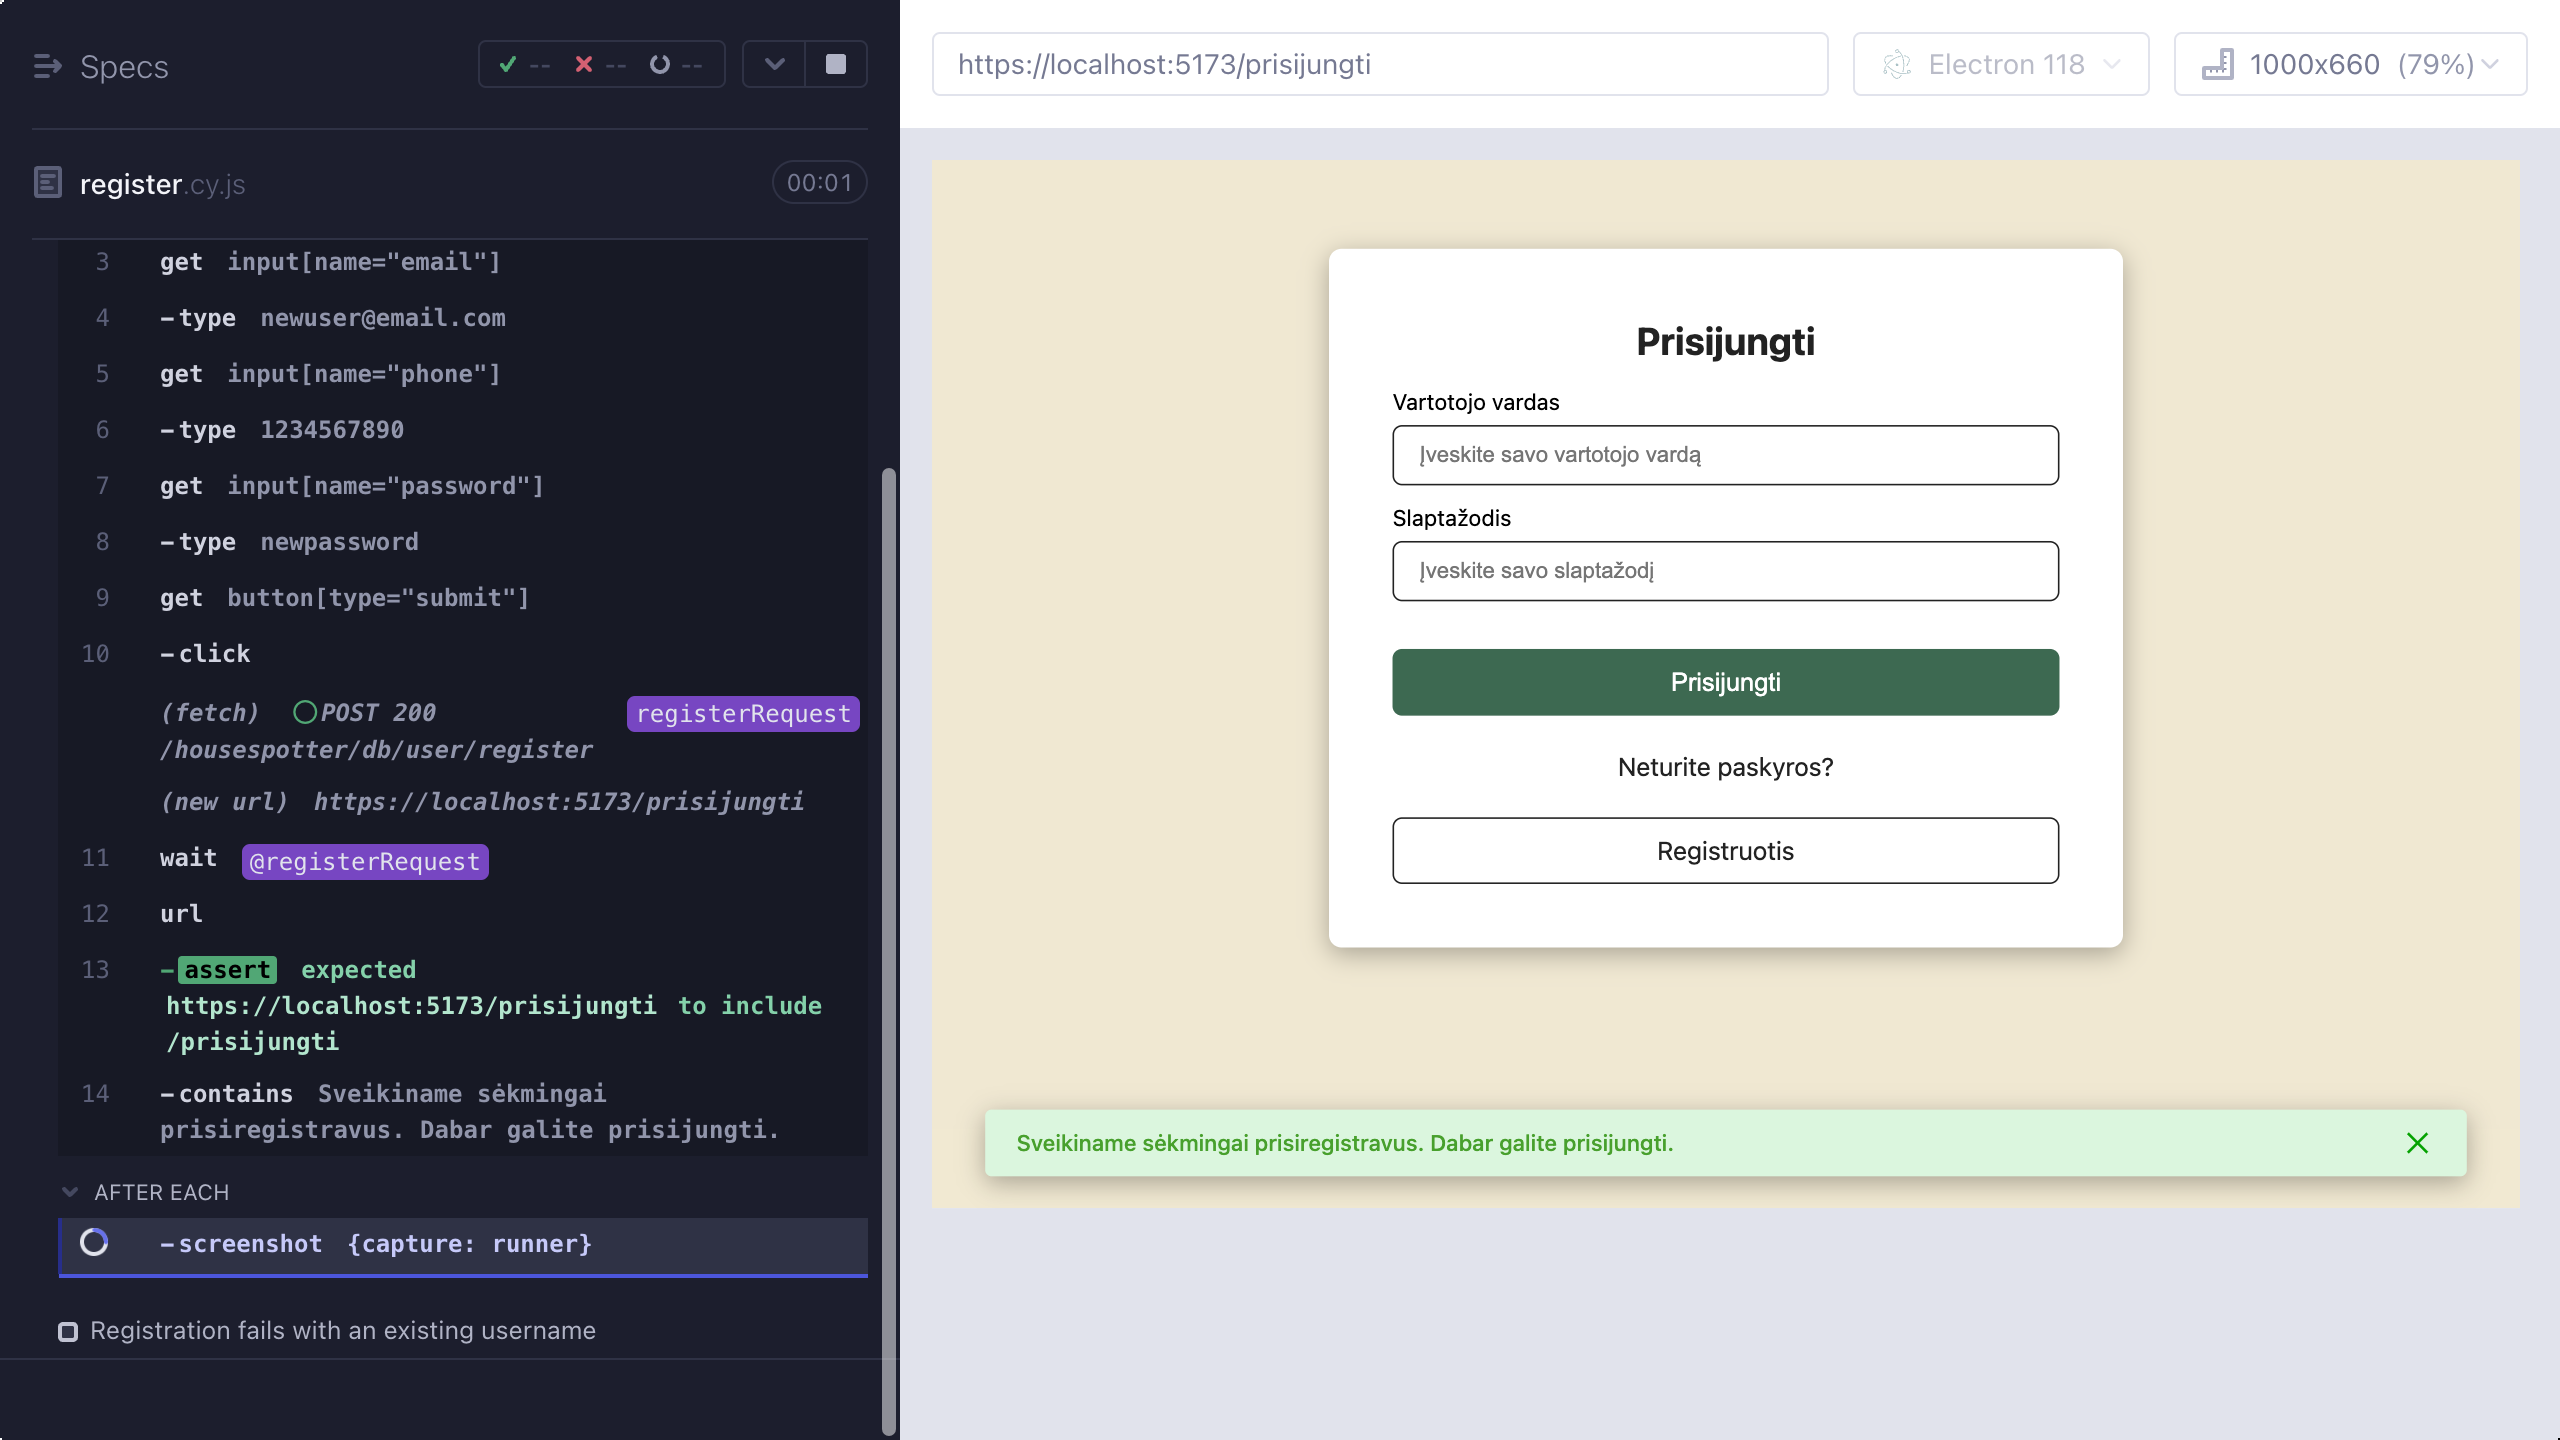 Specs
-- -- --
register.cy.js
00:01
3 get input[name="email"]
4 -type newuser@email.com
5 get input[name="phone"]
6 -type 1234567890
7 get input[name="password"]
8 -type newpassword
9 get button[type="submit"]
10 -click
(fetch) POST 200 registerRequest
/housespotter/db/user/register
(new url) https://localhost:5173/prisijungti
11 wait @registerRequest
12 url
13 -assert expected
https://localhost:5173/prisijungti to include
/prisijungti
14 -contains Sveikiname sėkmingai
prisiregistravus. Dabar galite prisijungti.
AFTER EACH
-screenshot {capture: runner}
Registration fails with an existing username
https://localhost:5173/prisijungti
Electron 118
1000x660 (79%)
Prisijungti
Vartotojo vardas
Įveskite savo vartotojo vardą
Slaptažodis
Įveskite savo slaptažodį
Prisijungti
Neturite paskyros?
Registruotis
Sveikiname sėkmingai prisiregistravus. Dabar galite prisijungti.